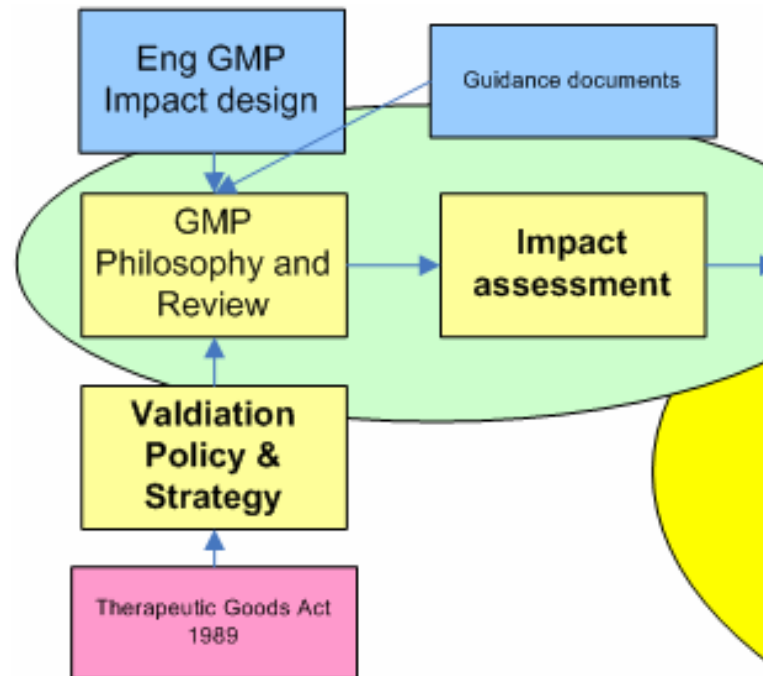 Eng GMP
Impact design
Guidance documents
GMP
Philosophy and
Review
Impact
assessment
Valdiation
Policy &
Strategy
Therapeutic Goods Act
1989